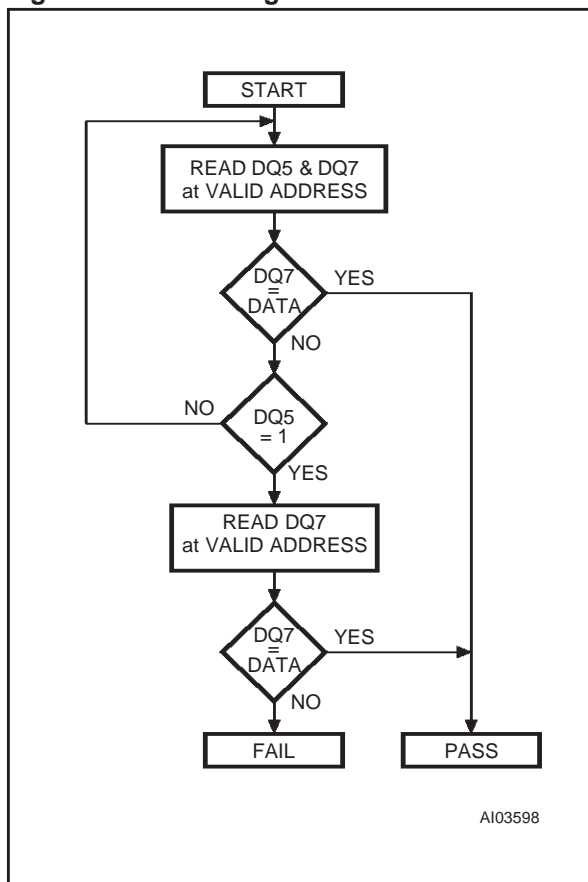 START
READ DQ5 & DQ7
at VALID ADDRESS
DQ7
=
DATA
YES
NO
NO
DQ5
= 1
YES
READ DQ7
at VALID ADDRESS
DQ7
=
DATA
YES
NO
FAIL
PASS
AI03598